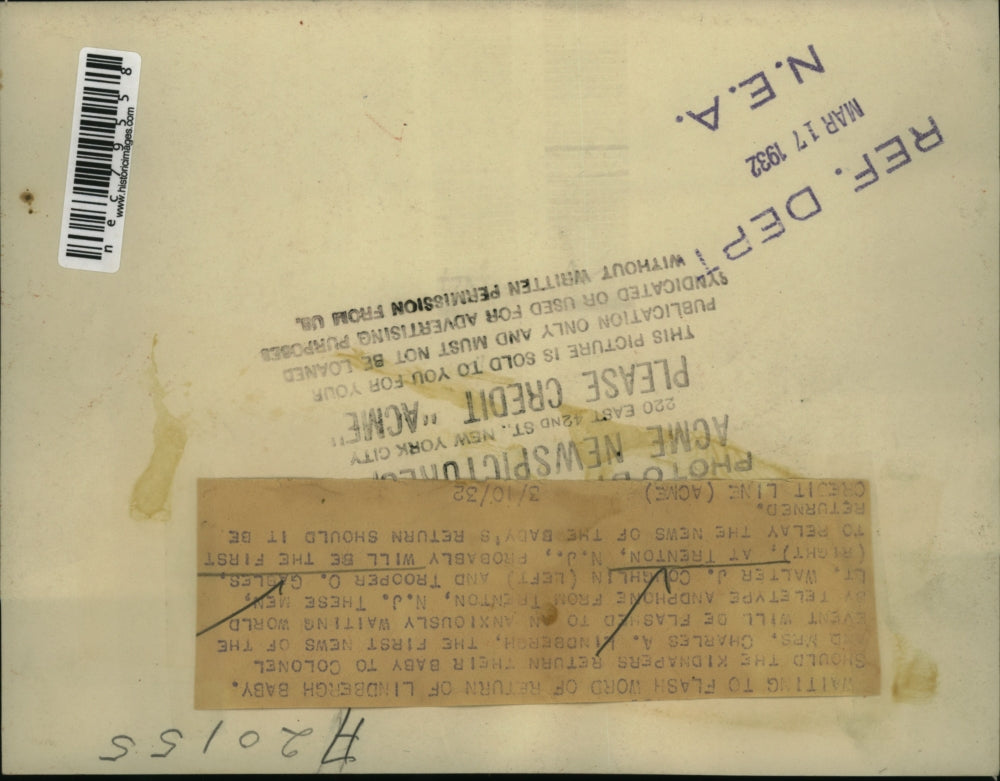 WAITING TO FLASH WORD OF RETURN OF LINDBERGH BABY.
SHOULD THE KIDNAPERS RETURN THEIR BABY TO COLONEL
AND MRS, CHARLES A. LINDBERGH, THE FIRST NEWS OF THE
EVENT WILL BE FLASHED TO AN ANXIOUSLY WAITING WORLD
BY TELETYPE ANDPHONE FROM TRENTON, N.J. THESE MEN,
LT. WALTER J. COUGHLIN (LEFT) AND TROOPER O. GABLES,
(RIGHT), AT TRENTON, N.J., PROBABLY WILL BE THE FIRST
TO RELAY THE NEWS OF THE BABY'S RETURN SHOULD IT BE
RETURNED.
CREDIT LINE (ACME) 3/10/32
PHOTO BY
ACME NEWSPICTURES
220 EAST 42ND ST., NEW YORK CITY
PLEASE CREDIT "ACME"
THIS PICTURE IS SOLD TO YOU FOR YOUR
PUBLICATION ONLY AND MUST NOT BE LOANED
SYNDICATED OR USED FOR ADVERTISING PURPOSES
WITHOUT WRITTEN PERMISSION FROM US.
REF. DEPT
MAR 17 1932
N.E.A.
A20155
www.historicimages.com
nec79558